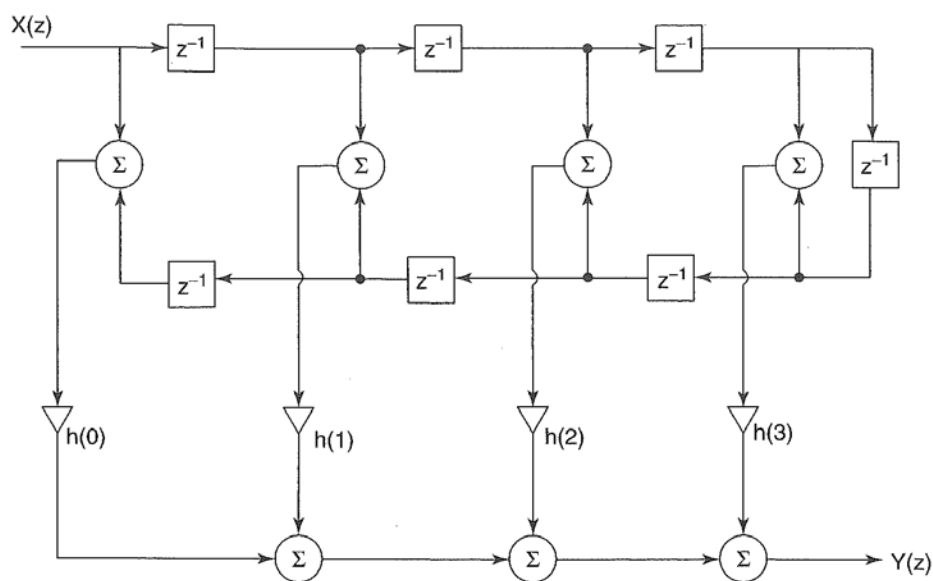 X(z)
z⁻¹ z⁻¹ z⁻¹
Σ Σ Σ Σ z⁻¹
z⁻¹ z⁻¹ z⁻¹
h(0) h(1) h(2) h(3)
Σ Σ Σ Y(z)